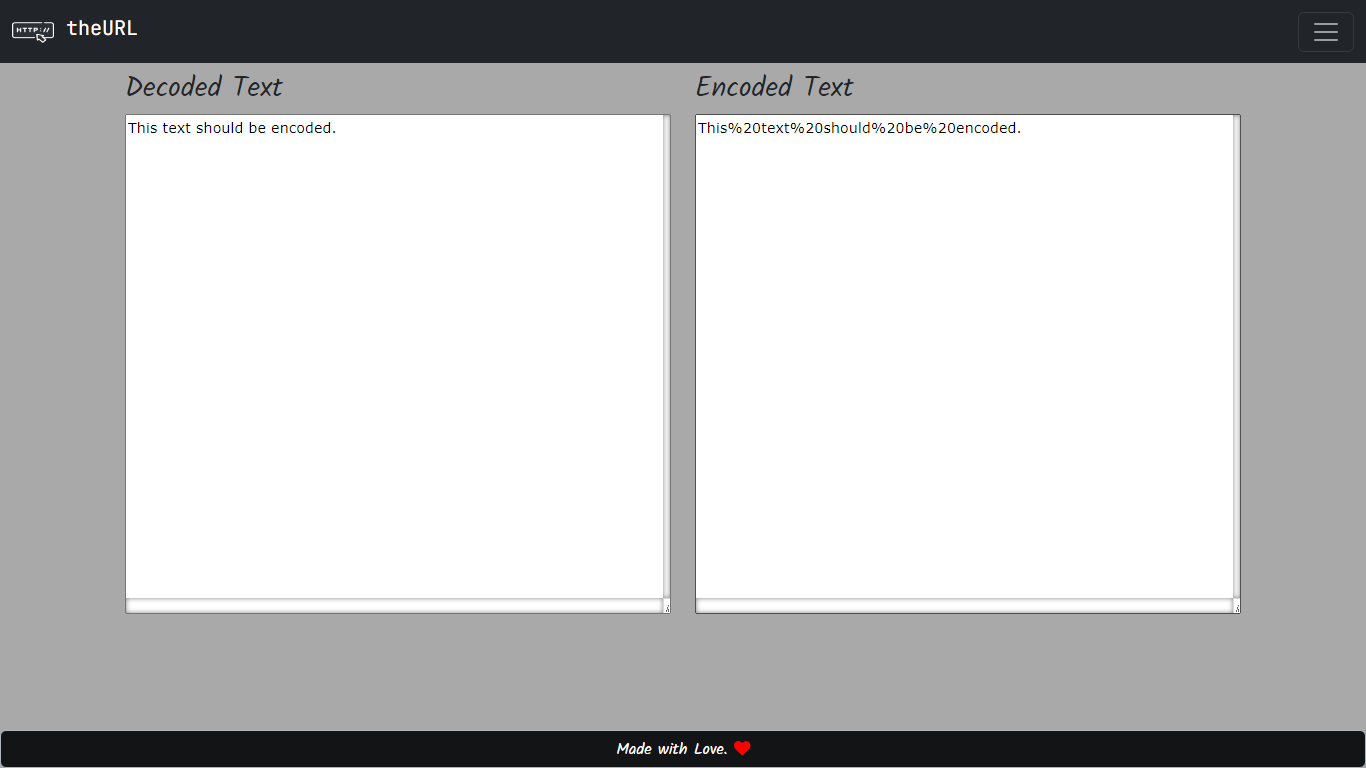 HTTP://
theURL
Decoded Text
This text should be encoded.
Encoded Text
This%20text%20should%20be%20encoded.
Made with Love.